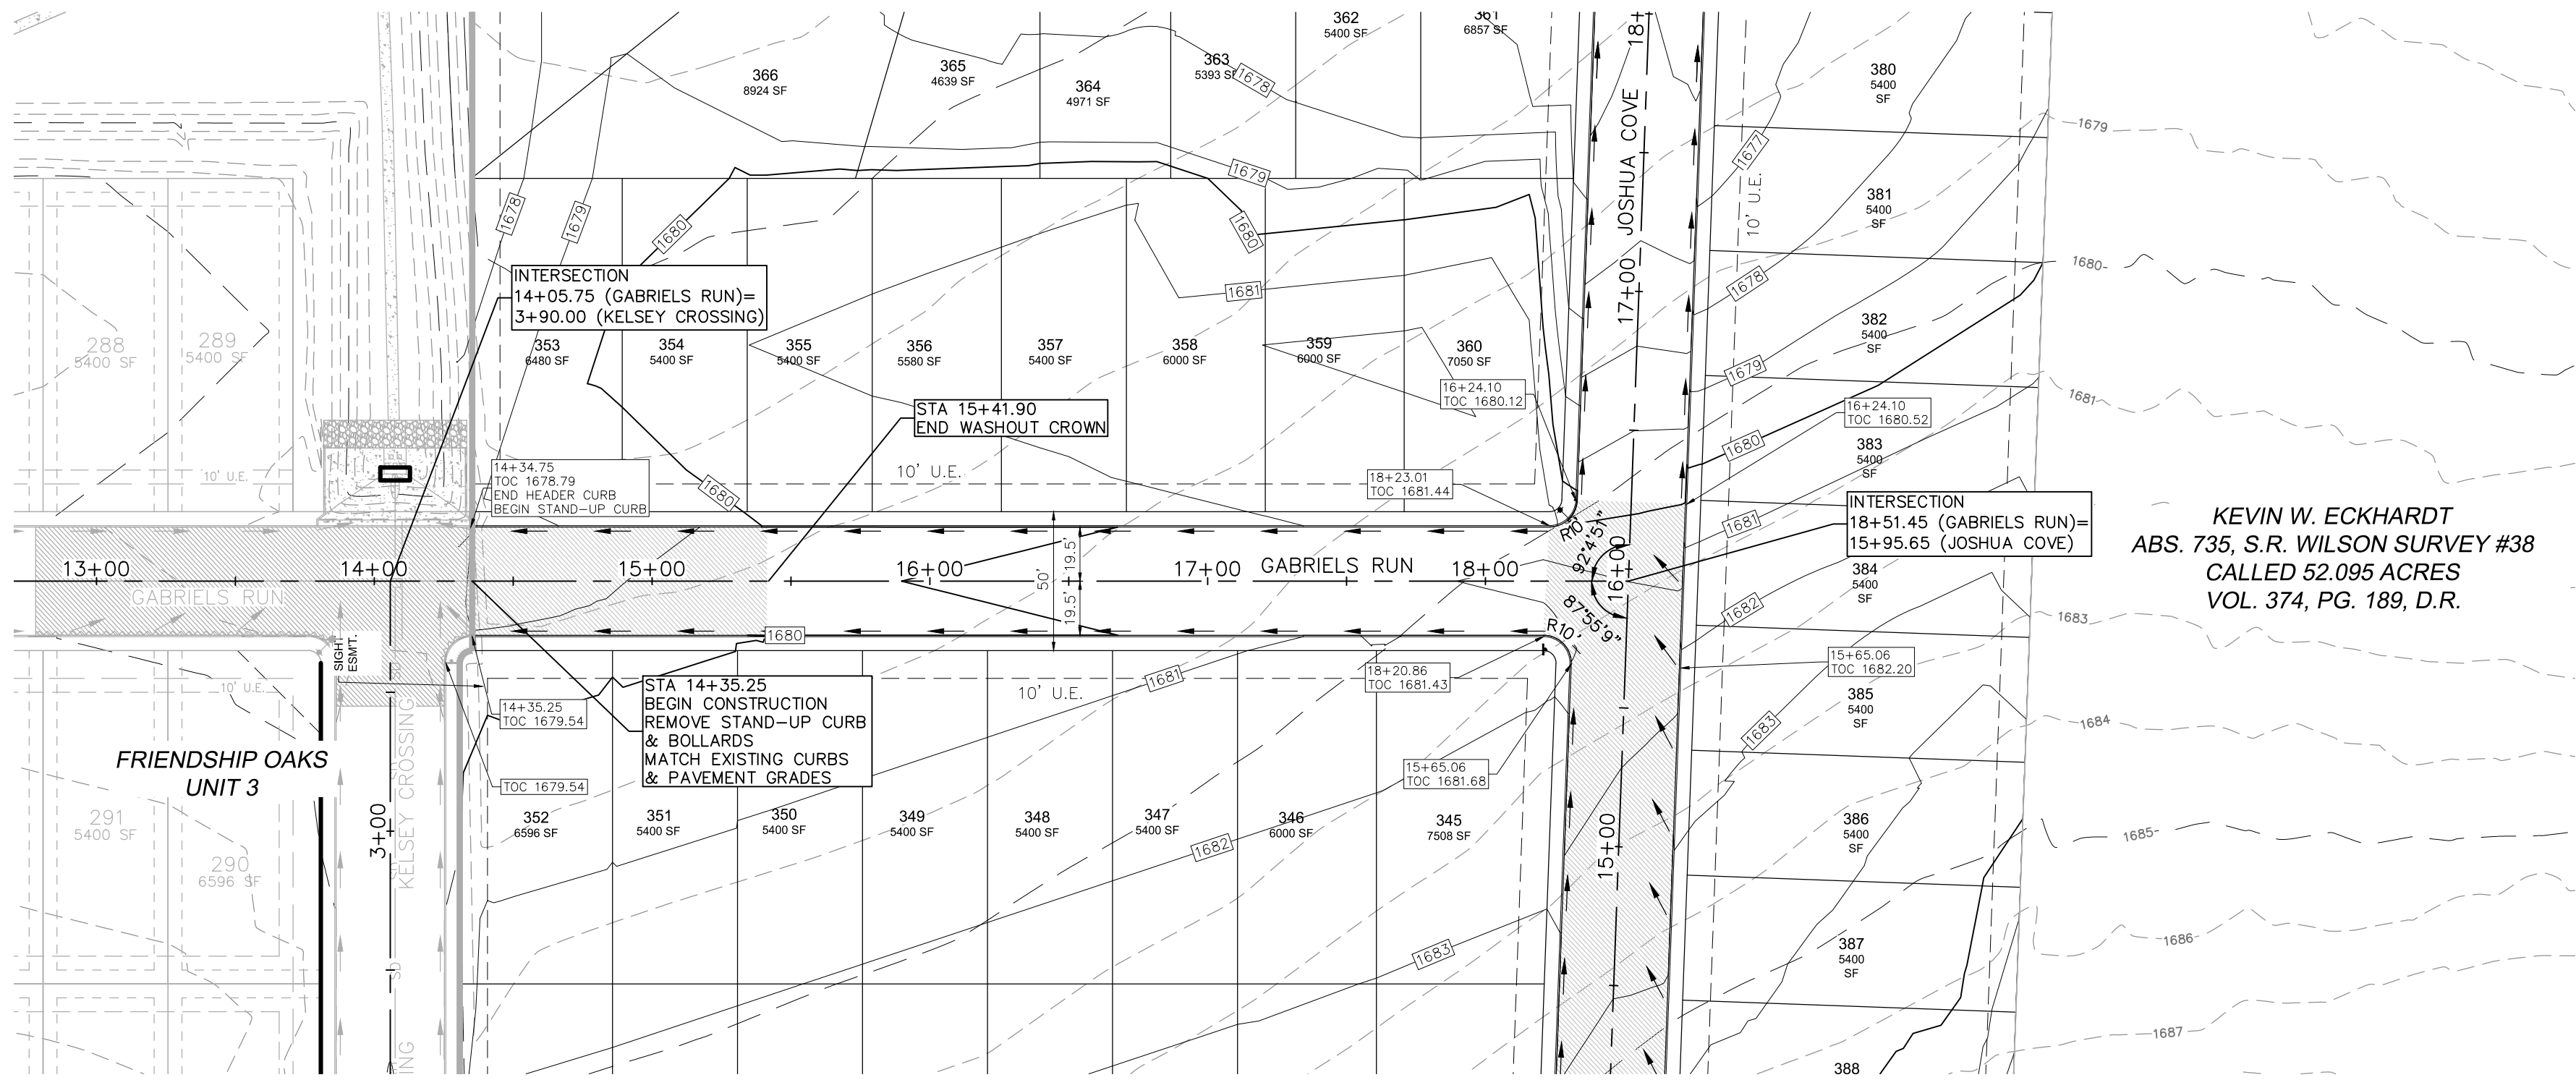 362
5400 SF
361
6857 SF
18+
365
4639 SF
363
5393 SF
366
8924 SF
364
4971 SF
1678
380
5400
SF
JOSHUA COVE
1679
1677
1679
1678
1679
1680
1680
10' U.E.
381
5400
SF
1680
INTERSECTION
14+05.75 (GABRIELS RUN)=
3+90.00 (KELSEY CROSSING)
1681
17+00
1678
382
5400
SF
288
5400 SF
289
5400 SF
353
6480 SF
354
5400 SF
355
5400 SF
356
5580 SF
357
5400 SF
358
6000 SF
359
6000 SF
360
7050 SF
1679
1681
16+24.10
TOC 1680.12
16+24.10
TOC 1680.52
STA 15+41.90
END WASHOUT CROWN
1680
383
5400
SF
10' U.E.
14+34.75
TOC 1678.79
END HEADER CURB
BEGIN STAND-UP CURB
1680
10' U.E.
18+23.01
TOC 1681.44
INTERSECTION
18+51.45 (GABRIELS RUN)=
15+95.65 (JOSHUA COVE)
KEVIN W. ECKHARDT
ABS. 735, S.R. WILSON SURVEY #38
CALLED 52.095 ACRES
VOL. 374, PG. 189, D.R.
1681
R10'
92°4'51"
16+00
13+00
14+00
15+00
16+00
17+00
GABRIELS RUN
18+00
GABRIELS RUN
50'
19.5'
19.5'
384
5400
SF
1682
87°55'9"
R10'
1683
1680
SIGHT
ESMT.
SD
10' U.E.
10' U.E.
1681
18+20.86
TOC 1681.43
15+65.06
TOC 1682.20
14+35.25
TOC 1679.54
STA 14+35.25
BEGIN CONSTRUCTION
REMOVE STAND-UP CURB
& BOLLARDS
MATCH EXISTING CURBS
& PAVEMENT GRADES
385
5400
SF
1683
1684
FRIENDSHIP OAKS
UNIT 3
KELSEY CROSSING
TOC 1679.54
15+65.06
TOC 1681.68
3+00
291
5400 SF
290
6596 SF
352
6596 SF
351
5400 SF
350
5400 SF
349
5400 SF
348
5400 SF
347
5400 SF
346
6000 SF
345
7508 SF
15+00
386
5400
SF
1685
1682
1683
387
5400
SF
1686
SD
1687
388
ING